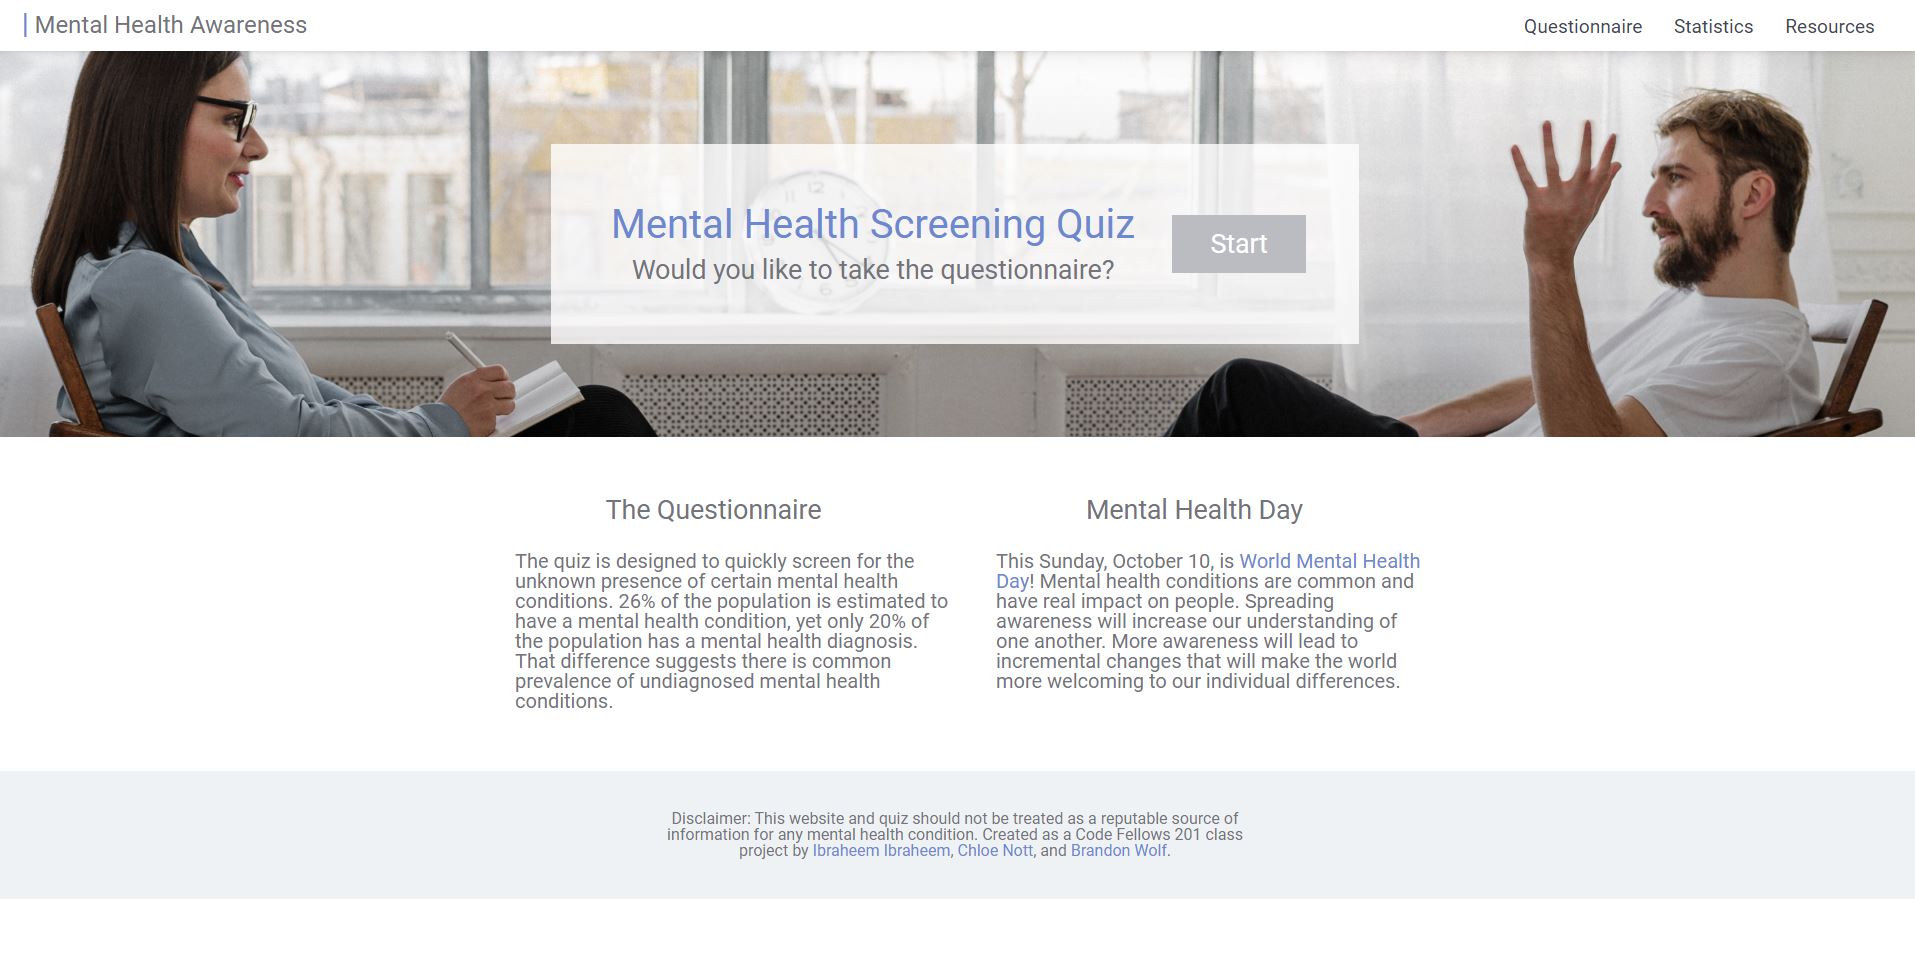 Mental Health Awareness
Questionnaire
Statistics
Resources
Mental Health Screening Quiz
Would you like to take the questionnaire?
Start
12
6
The Questionnaire
The quiz is designed to quickly screen for the
unknown presence of certain mental health
conditions. 26% of the population is estimated to
have a mental health condition, yet only 20% of
the population has a mental health diagnosis.
That difference suggests there is common
prevalence of undiagnosed mental health
conditions.
Mental Health Day
This Sunday, October 10, is World Mental Health
Day! Mental health conditions are common and
have real impact on people. Spreading
awareness will increase our understanding of
one another. More awareness will lead to
incremental changes that will make the world
more welcoming to our individual differences.
Disclaimer: This website and quiz should not be treated as a reputable source of
information for any mental health condition. Created as a Code Fellows 201 class
project by Ibraheem Ibraheem, Chloe Nott, and Brandon Wolf.